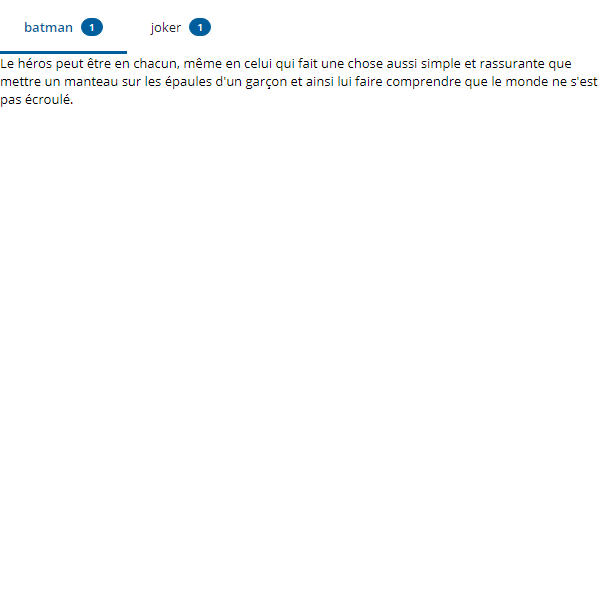 batman 1 joker 1
Le héros peut être en chacun, même en celui qui fait une chose aussi simple et rassurante que
mettre un manteau sur les épaules d'un garçon et ainsi lui faire comprendre que le monde ne s'est
pas écroulé.